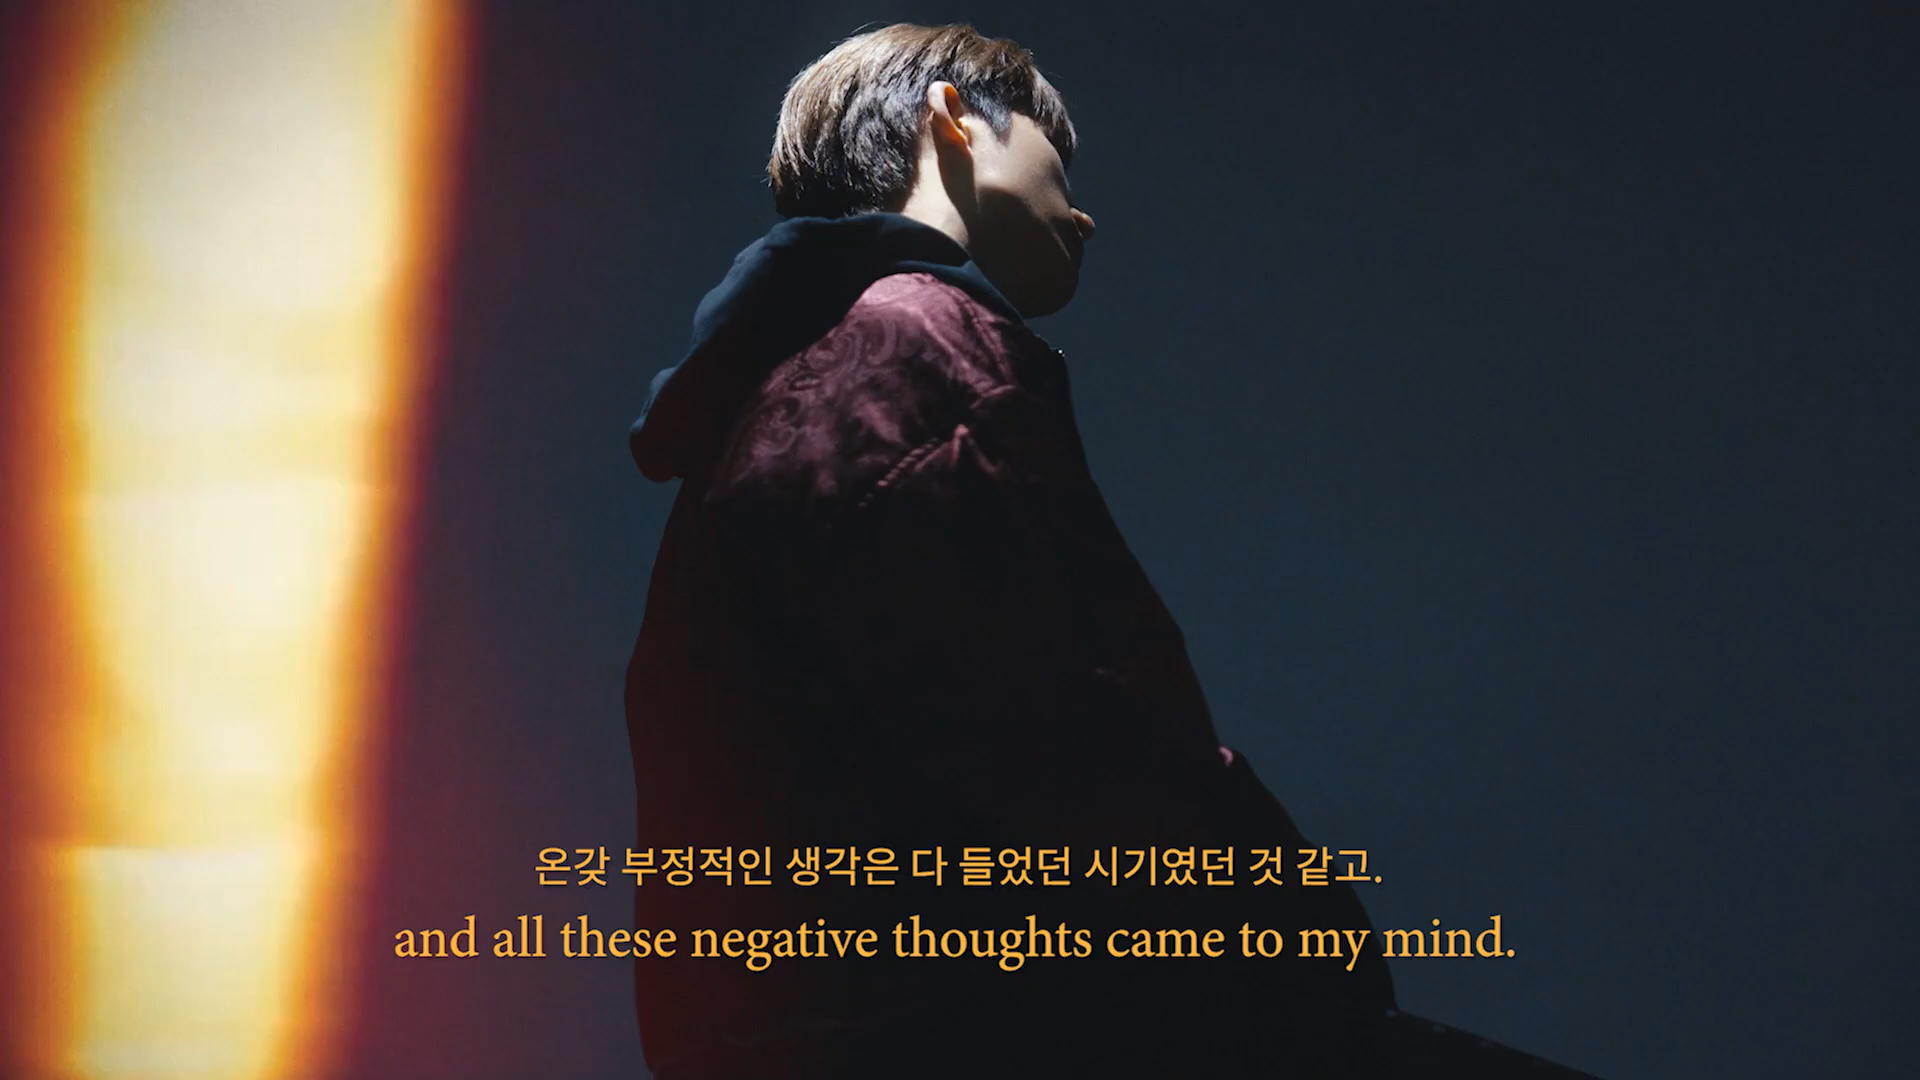 온갖 부정적인 생각은 다 들었던 시기였던 것 같고.
and all these negative thoughts came to my mind.